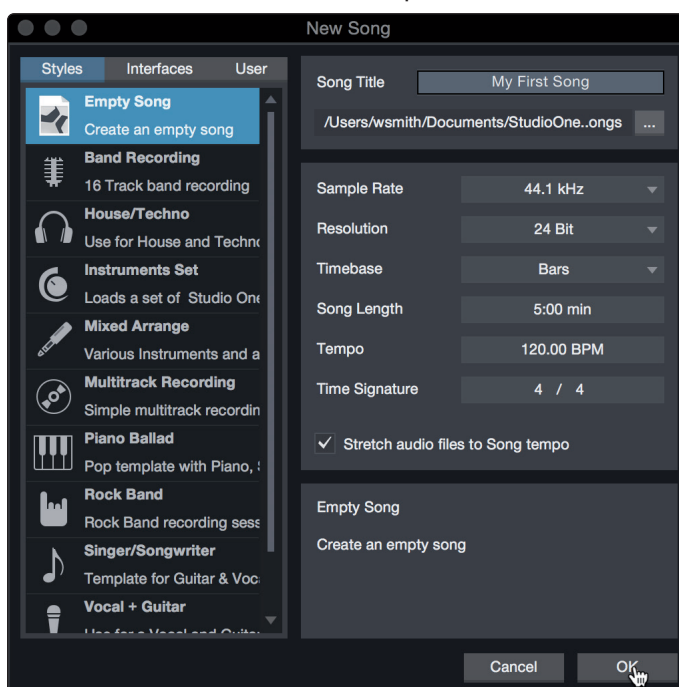 New Song
Styles Interfaces User
Empty Song
Create an empty song
Band Recording
16 Track band recording
House/Techno
Use for House and Techno
Instruments Set
Loads a set of Studio One
Mixed Arrange
Various Instruments and a
Multitrack Recording
Simple multitrack recordin
Piano Ballad
Pop template with Piano,
Rock Band
Rock Band recording sess
Singer/Songwriter
Template for Guitar & Voc
Vocal + Guitar
Use for a Vocal and Guitar
Song Title My First Song
/Users/wsmith/Documents/StudioOne..ongs ...
Sample Rate 44.1 kHz
Resolution 24 Bit
Timebase Bars
Song Length 5:00 min
Tempo 120.00 BPM
Time Signature 4 / 4
Stretch audio files to Song tempo
Empty Song
Create an empty song
Cancel OK